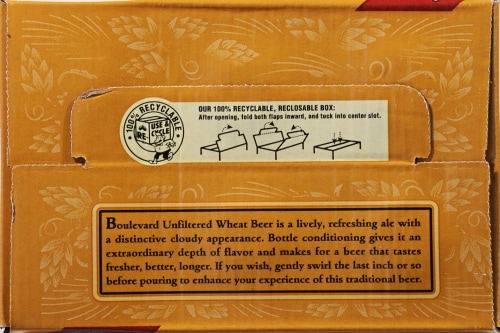 100% RECYCLABLE
RE- USE & CYCLE
OUR 100% RECYCLABLE, RECLOSABLE BOX:
After opening, fold both flaps inward, and tuck into center slot.
Boulevard Unfiltered Wheat Beer is a lively, refreshing ale with
a distinctive cloudy appearance. Bottle conditioning gives it an
extraordinary depth of flavor and makes for a beer that tastes
fresher, better, longer. If you wish, gently swirl the last inch or so
before pouring to enhance your experience of this traditional beer.